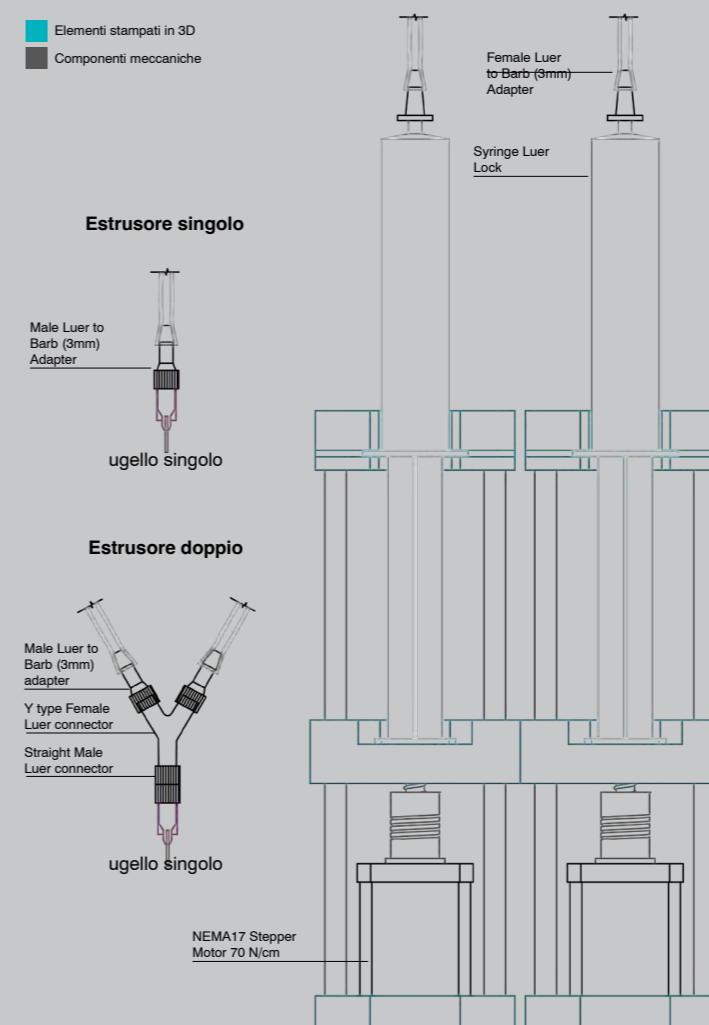 Elementi stampati in 3D
Componenti meccaniche
Female Luer
to Barb (3mm)
Adapter
Syringe Luer
Lock
Estrusore singolo
Male Luer to
Barb (3mm)
Adapter
ugello singolo
Estrusore doppio
Male Luer to
Barb (3mm)
adapter
Y type Female
Luer connector
Straight Male
Luer connector
ugello singolo
NEMA17 Stepper
Motor 70 N/cm